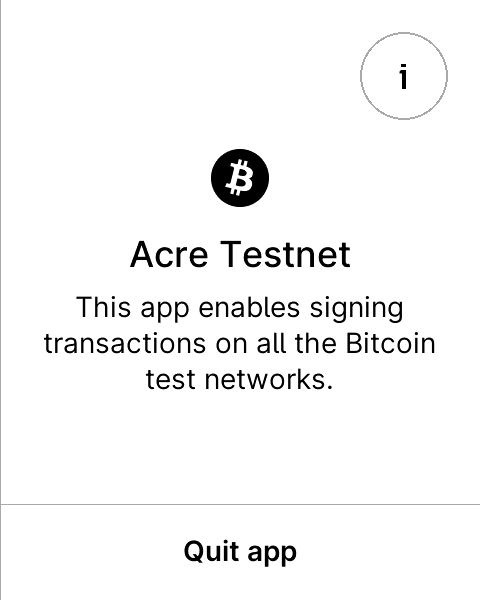 i
Acre Testnet
This app enables signing
transactions on all the Bitcoin
test networks.
Quit app